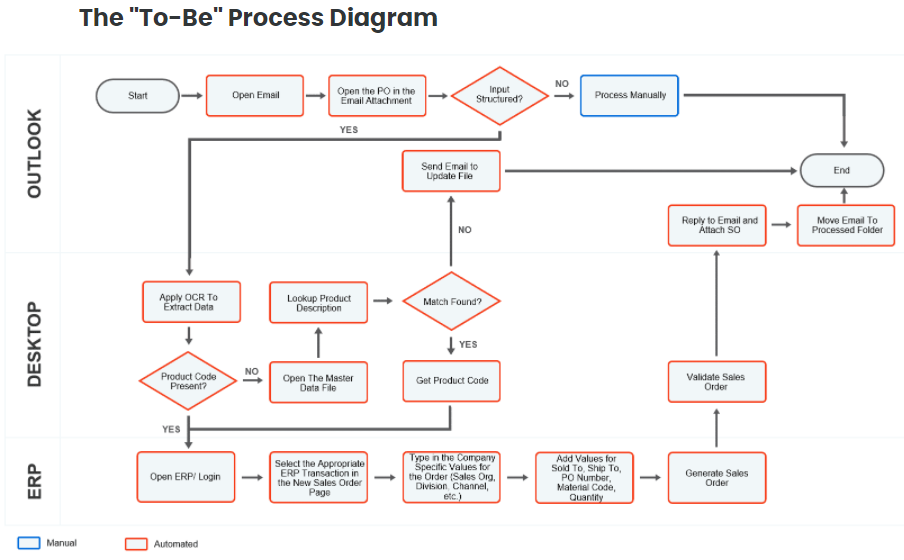 The "To-Be" Process Diagram
OUTLOOK
Start
Open Email
Open the PO in the
Email Attachment
Input
Structured?
NO
Process Manually
YES
Send Email to
Update File
End
Reply to Email and
Attach SO
Move Email To
Processed Folder
NO
DESKTOP
Apply OCR To
Extract Data
Lookup Product
Description
Match Found?
YES
Product Code
Present?
NO
Open The Master
Data File
Get Product Code
Validate Sales
Order
YES
ERP
Open ERP/ Login
Select the Appropriate
ERP Transaction in
the New Sales Order
Page
Type in the Company
Specific Values for
the Order (Sales Org,
Division. Channel,
etc.)
Add Values for
Sold To, Ship To,
PO Number,
Material Code,
Quantity
Generate Sales
Order
Manual
Automated